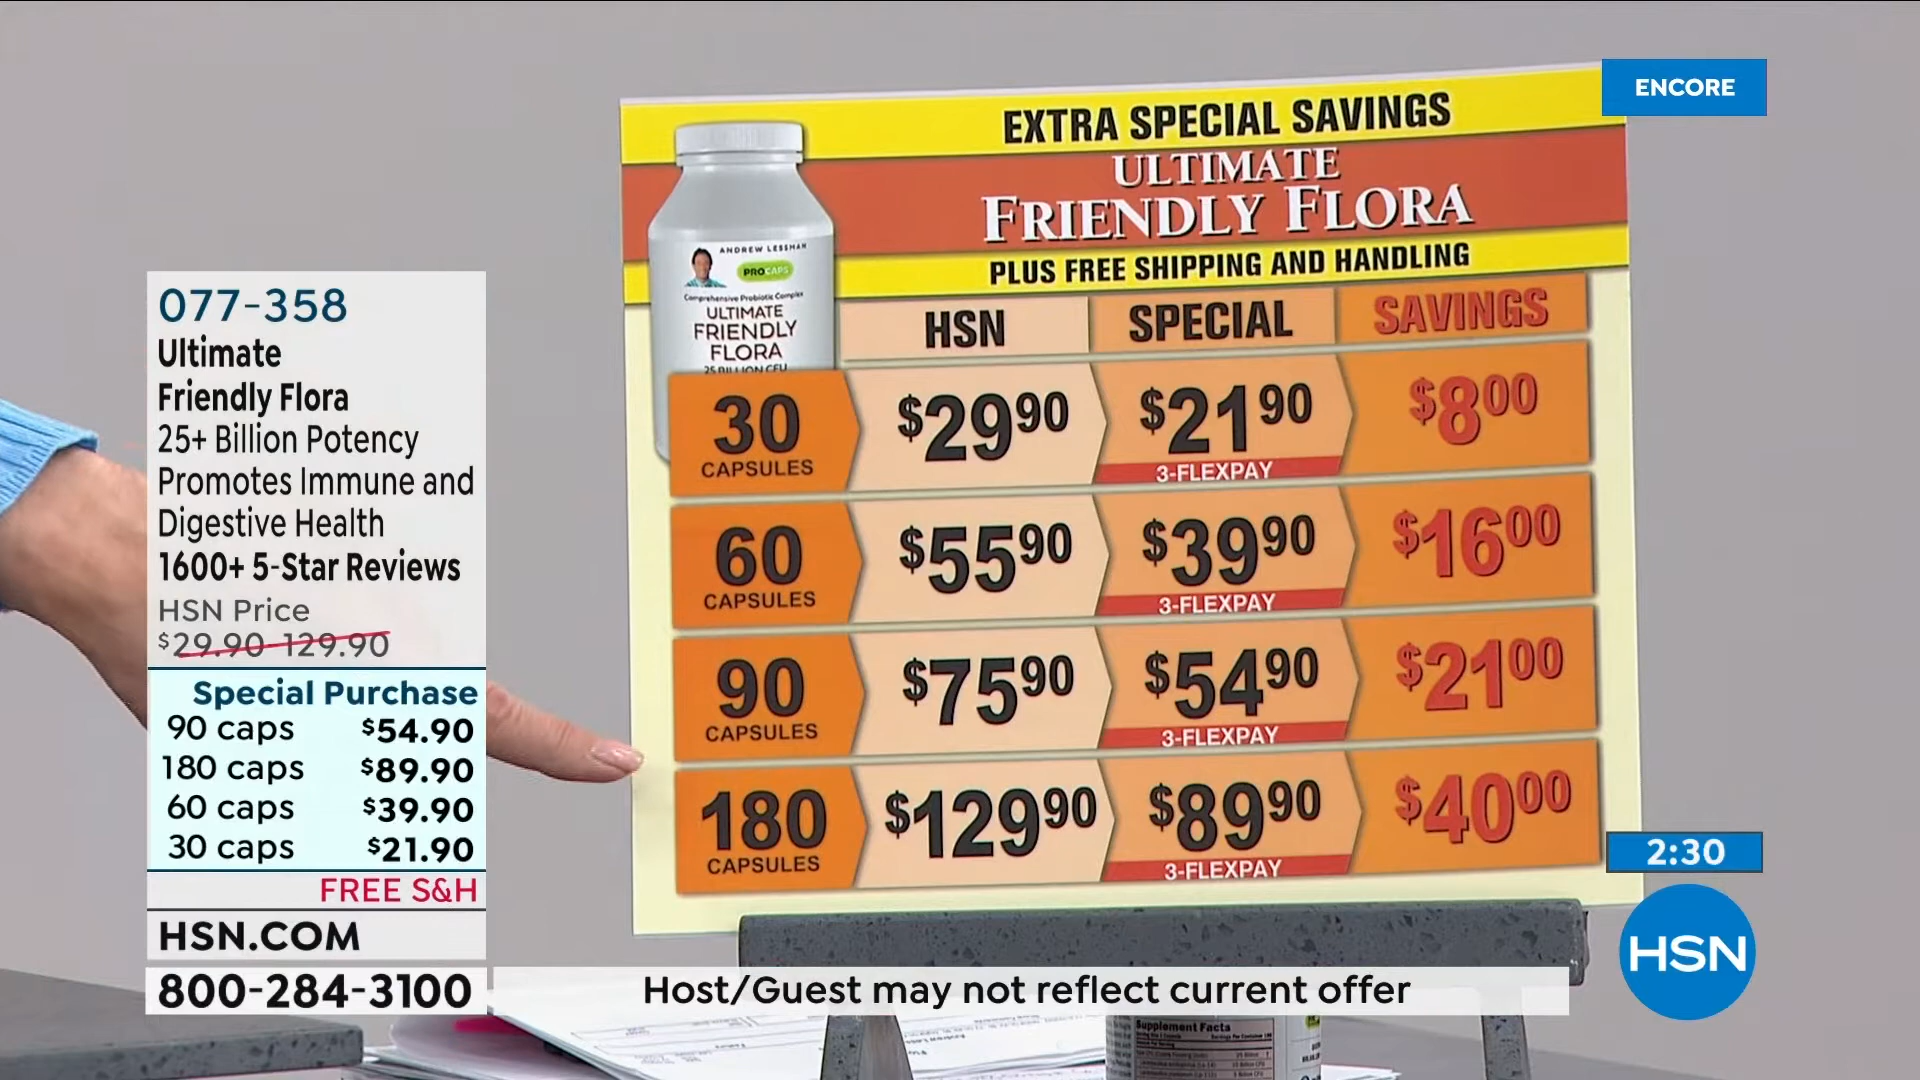 ENCORE
EXTRA SPECIAL SAVINGS
ULTIMATE
FRIENDLY FLORA
PLUS FREE SHIPPING AND HANDLING
ANDREW LESSMAN
PROCAPS
Comprehensive Probiotic Complex
ULTIMATE
FRIENDLY
FLORA
25 BILLION CFU
HSN SPECIAL SAVINGS
30 CAPSULES $29.90 $21.90 3-FLEXPAY $8.00
60 CAPSULES $55.90 $39.90 3-FLEXPAY $16.00
90 CAPSULES $75.90 $54.90 3-FLEXPAY $21.00
180 CAPSULES $129.90 $89.90 3-FLEXPAY $40.00
077-358
Ultimate
Friendly Flora
25+ Billion Potency
Promotes Immune and
Digestive Health
1600+ 5-Star Reviews
HSN Price
$29.90-129.90
Special Purchase
90 caps $54.90
180 caps $89.90
60 caps $39.90
30 caps $21.90
FREE S&H
HSN.COM
800-284-3100
Host/Guest may not reflect current offer
2:30
HSN
Supplement Facts